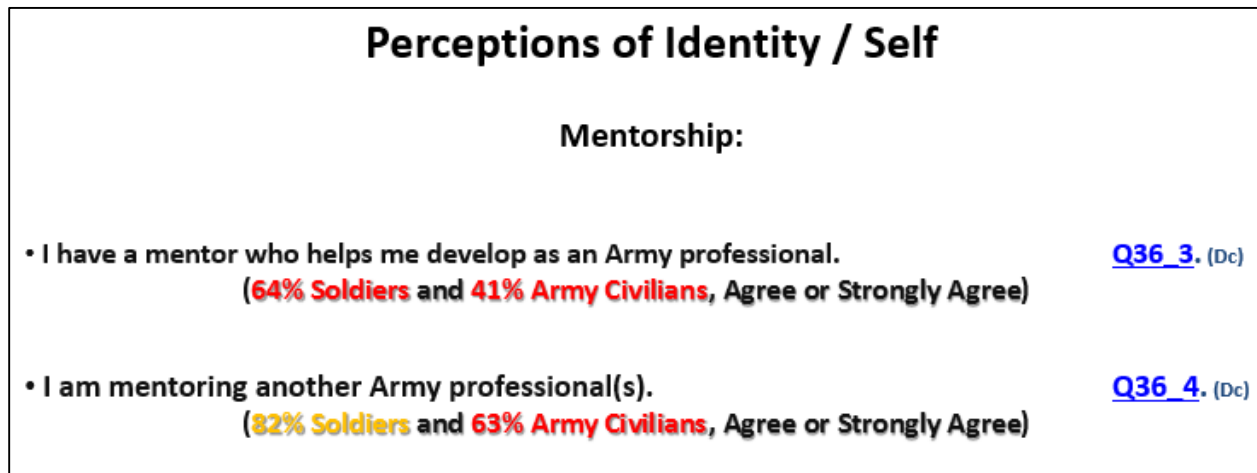 Perceptions of Identity / Self
Mentorship:
• I have a mentor who helps me develop as an Army professional. Q36_3. (Dc)
(64% Soldiers and 41% Army Civilians, Agree or Strongly Agree)
• I am mentoring another Army professional(s). Q36_4. (Dc)
(82% Soldiers and 63% Army Civilians, Agree or Strongly Agree)